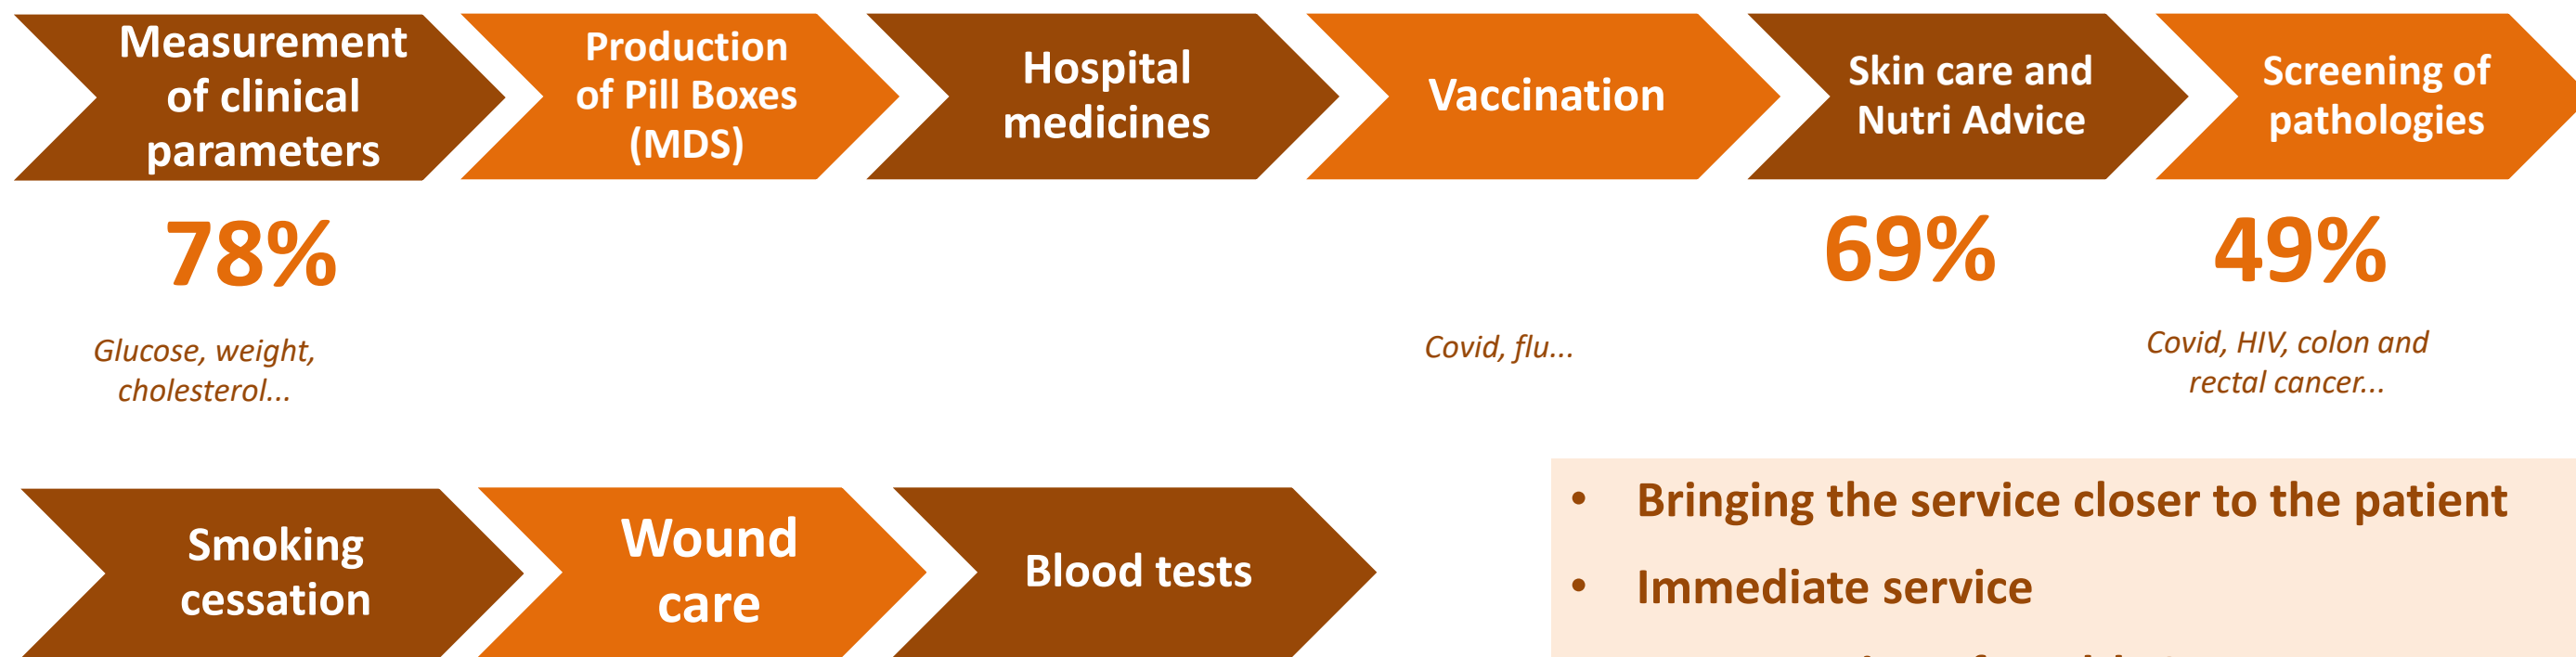 Measurement
of clinical
parameters
Production
of Pill Boxes
(MDS)
Hospital
medicines
Vaccination
Skin care and
Nutri Advice
Screening of
pathologies
78%
69%
49%
Glucose, weight,
cholesterol...
Covid, flu...
Covid, HIV, colon and
rectal cancer...
Smoking
cessation
Wound
care
Blood tests
• Bringing the service closer to the patient
• Immediate service